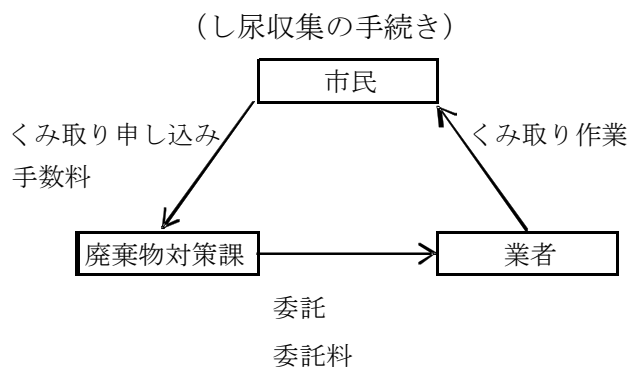 (し尿収集の手続き)
市民
くみ取り申し込み
手数料
くみ取り作業
廃棄物対策課
業者
委託
委託料